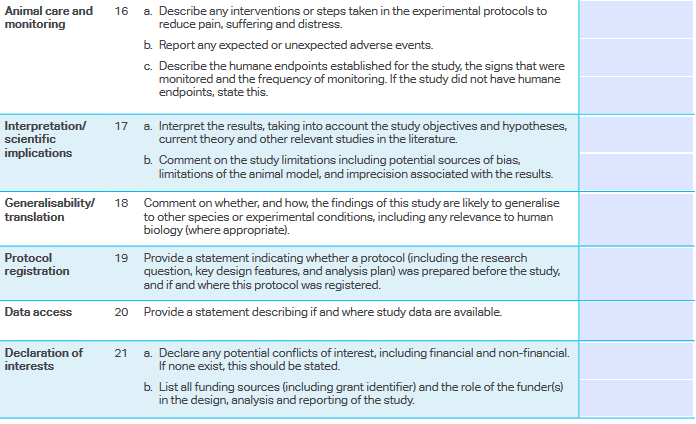 Animal care and
monitoring
16
a. Describe any interventions or steps taken in the experimental protocols to
reduce pain, suffering and distress.
b. Report any expected or unexpected adverse events.
c. Describe the humane endpoints established for the study, the signs that were
monitored and the frequency of monitoring. If the study did not have humane
endpoints, state this.
Interpretation/
scientific
implications
17
a. Interpret the results, taking into account the study objectives and hypotheses,
current theory and other relevant studies in the literature.
b. Comment on the study limitations including potential sources of bias,
limitations of the animal model, and imprecision associated with the results.
Generalisability/
translation
18
Comment on whether, and how, the findings of this study are likely to generalise
to other species or experimental conditions, including any relevance to human
biology (where appropriate).
Protocol
registration
19
Provide a statement indicating whether a protocol (including the research
question, key design features, and analysis plan) was prepared before the study,
and if and where this protocol was registered.
Data access
20
Provide a statement describing if and where study data are available.
Declaration of
interests
21
a. Declare any potential conflicts of interest, including financial and non-financial.
If none exist, this should be stated.
b. List all funding sources (including grant identifier) and the role of the funder(s)
in the design, analysis and reporting of the study.